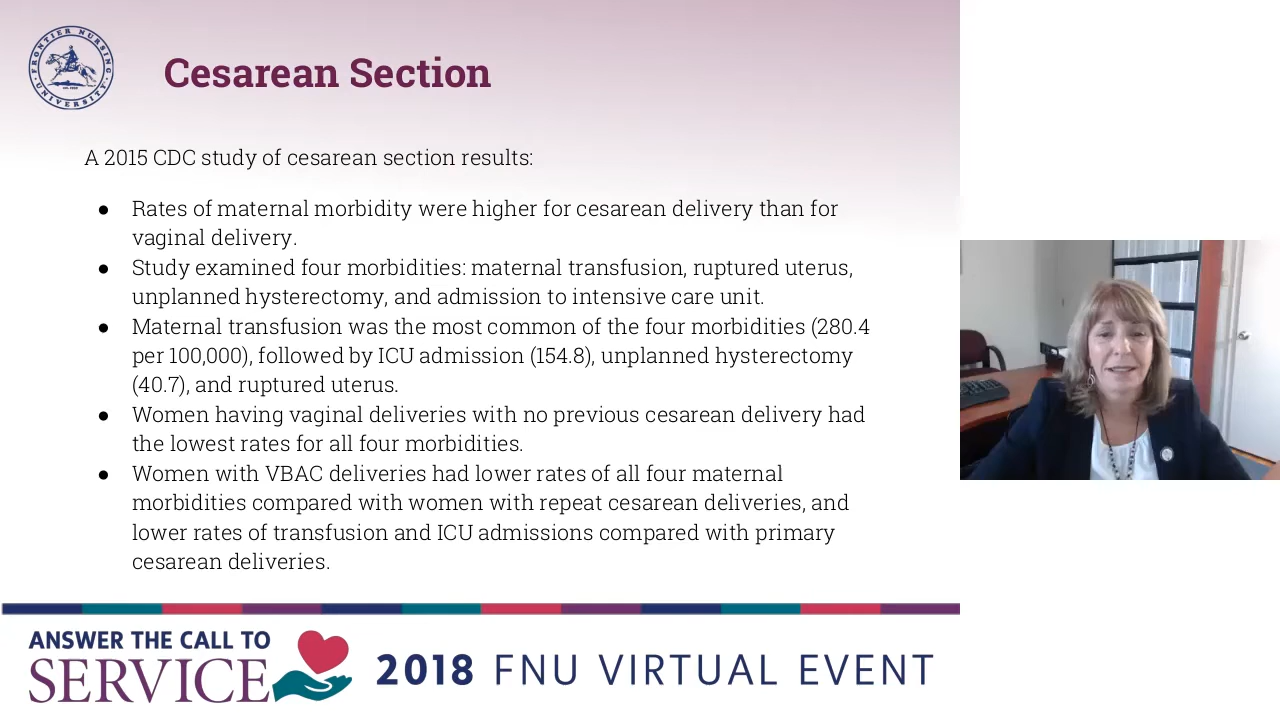 FRONTIER NURSING
UNIVERSITY
Cesarean Section
A 2015 CDC study of cesarean section results:
● Rates of maternal morbidity were higher for cesarean delivery than for
vaginal delivery.
● Study examined four morbidities: maternal transfusion, ruptured uterus,
unplanned hysterectomy, and admission to intensive care unit.
● Maternal transfusion was the most common of the four morbidities (280.4
per 100,000), followed by ICU admission (154.8), unplanned hysterectomy
(40.7), and ruptured uterus.
● Women having vaginal deliveries with no previous cesarean delivery had
the lowest rates for all four morbidities.
● Women with VBAC deliveries had lower rates of all four maternal
morbidities compared with women with repeat cesarean deliveries, and
lower rates of transfusion and ICU admissions compared with primary
cesarean deliveries.
ANSWER THE CALL TO
SERVICE
2018 FNU VIRTUAL EVENT